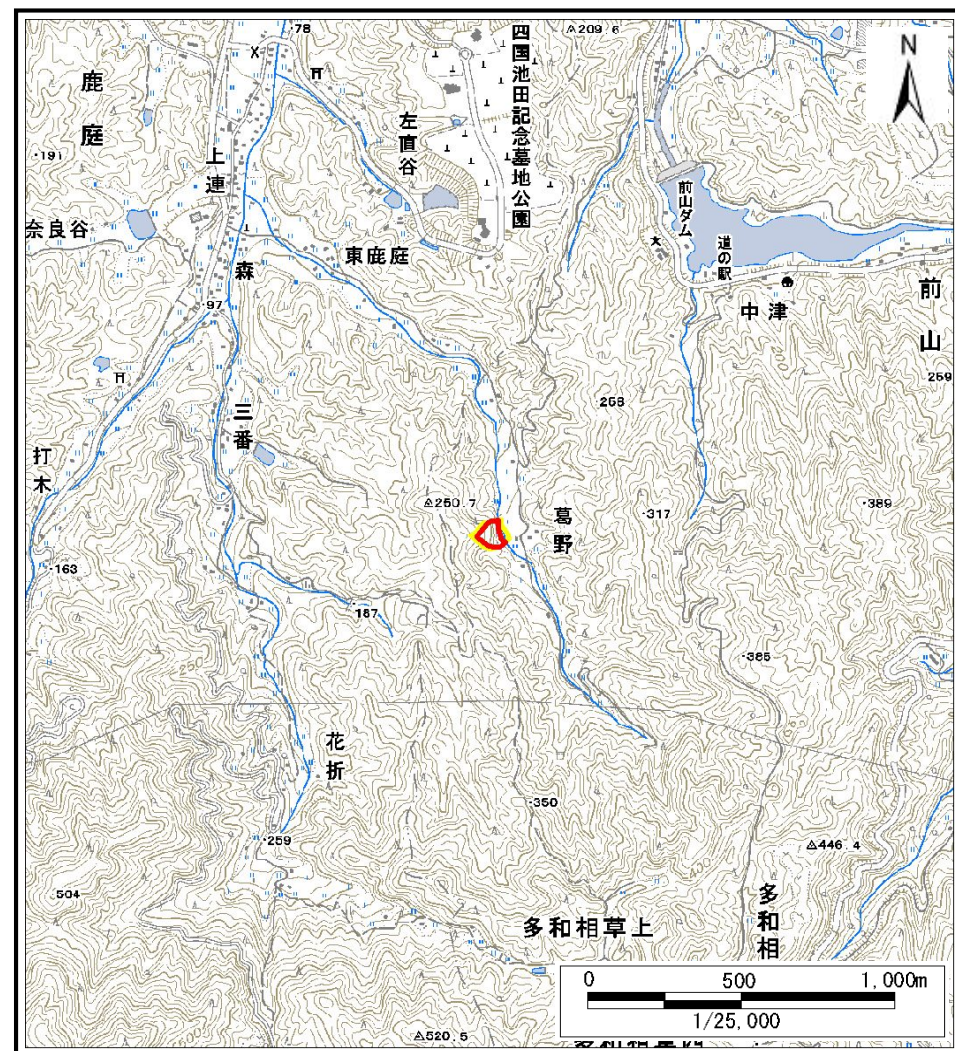 ・78
△209.6
N
四国池田記念墓地公園
鹿庭
左直谷
・191
上連
前山ダム
奈良谷
道の駅
東鹿庭
森
前山
・97
中津
259
258
三番
打木
△250.7
・389
葛野
・317
・163
・187
・385
花折
・350
・259
△446.4
504
多和相
多和相草上
0 500 1,000m
1/25,000
△520.5